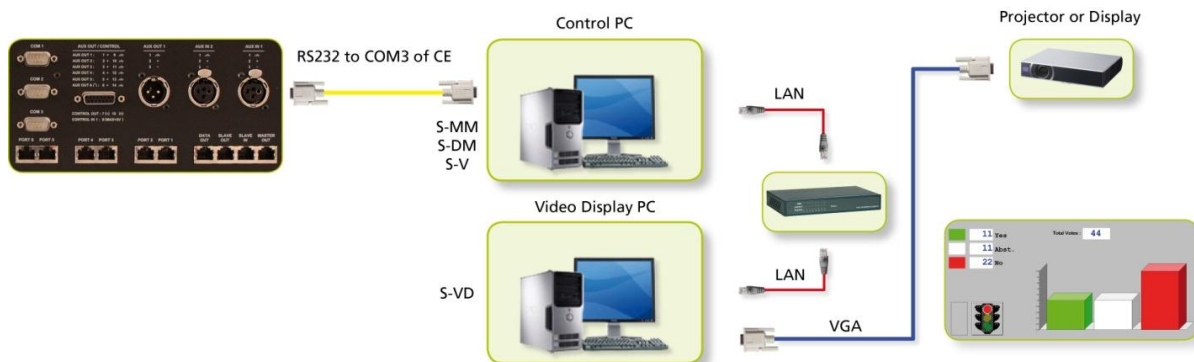 Control PC
Projector or Display
RS232 to COM3 of CE
COM 1
COM 2
COM 3
AUX OUT / CONTROL
AUX OUT 1
AUX IN 2
AUX IN 1
PORT 6 PORT 5
PORT 4 PORT 3
PORT 2 PORT 1
DATA OUT
SLAVE OUT
SLAVE IN
MASTER OUT
S-MM
S-DM
S-V
LAN
Video Display PC
S-VD
LAN
VGA
11 Yes
Total Votes : 44
11 Abst.
22 No